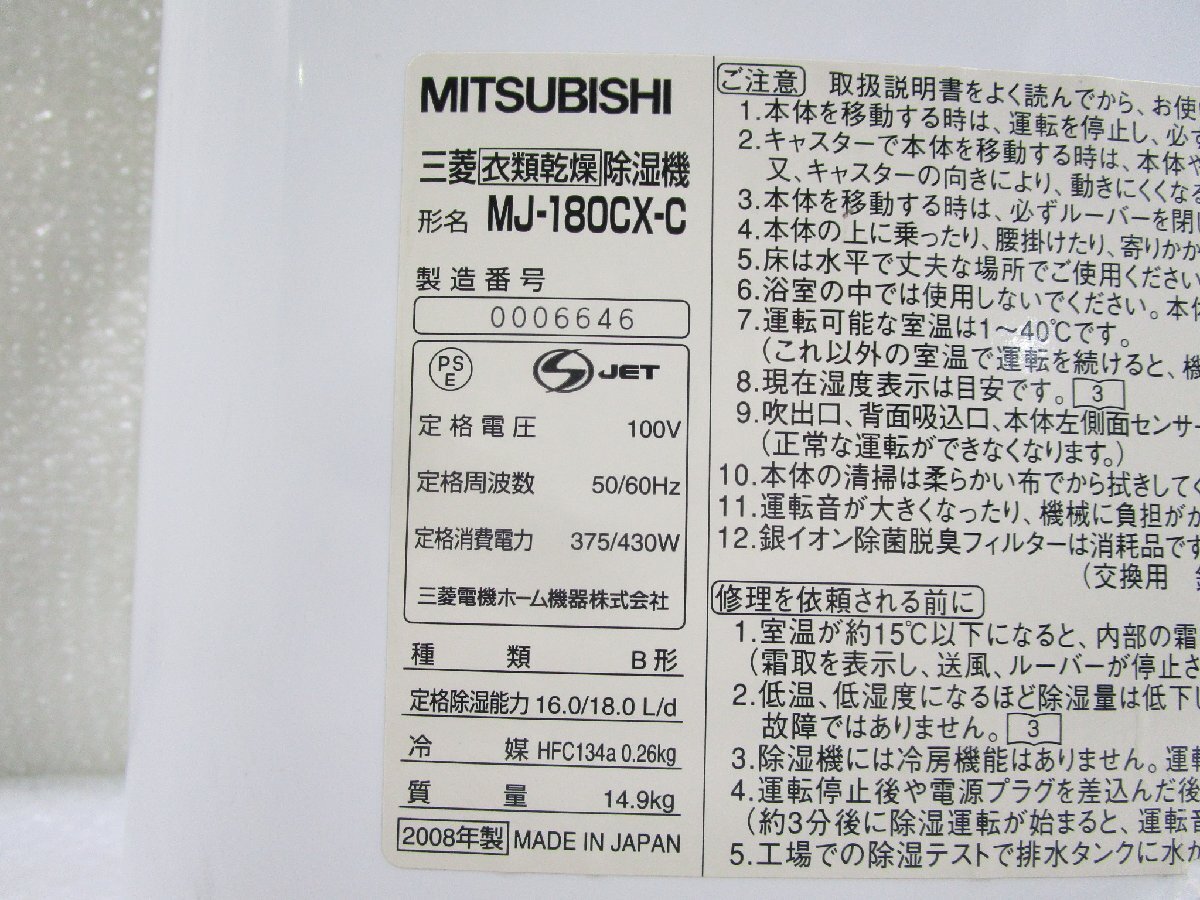 MITSUBISHI
三菱衣類乾燥除湿機
形名 MJ-180CX-C
製造番号
0006646
PS
E
S JET
定格電圧 100V
定格周波数 50/60Hz
定格消費電力 375/430W
三菱電機ホーム機器株式会社
種類 B形
定格除湿能力 16.0/18.0 L/d
冷媒 HFC134a 0.26kg
質量 14.9kg
2008年製 MADE IN JAPAN
ご注意 取扱説明書をよく読んでから、お使い
1.本体を移動する時は、運転を停止し、必ず
2.キャスターで本体を移動する時は、本体や
又、キャスターの向きにより、動きにくくなる
3.本体を移動する時は、必ずルーバーを閉じ
4.本体の上に乗ったり、腰掛けたり、寄りかか
5.床は水平で丈夫な場所でご使用ください
6.浴室の中では使用しないでください。本体
7.運転可能な室温は1～40℃です。
(これ以外の室温で運転を続けると、機
8.現在湿度表示は目安です。 3
9.吹出口、背面吸込口、本体左側面センサー
(正常な運転ができなくなります。)
10.本体の清掃は柔らかい布でから拭きしてく
11.運転音が大きくなったり、機械に負担がか
12.銀イオン除菌脱臭フィルターは消耗品です
(交換用
修理を依頼される前に
1.室温が約15℃以下になると、内部の霜
(霜取を表示し、送風、ルーバーが停止さ
2.低温、低湿度になるほど除湿量は低下し
故障ではありません。 3
3.除湿機には冷房機能はありません。運転
4.運転停止後や電源プラグを差込んだ後
(約3分後に除湿運転が始まると、運転音
5.工場での除湿テストで排水タンクに水が